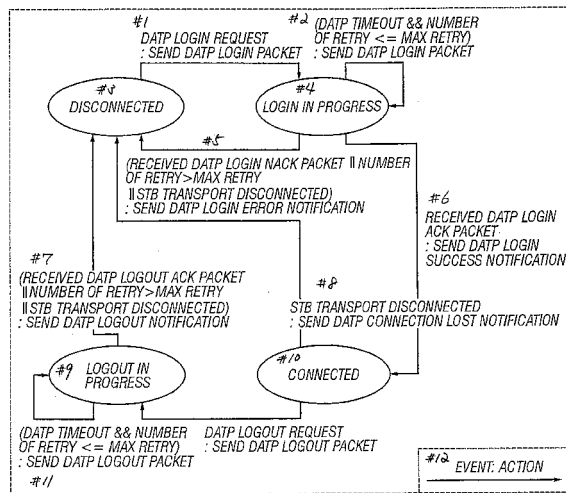 #1
DATP LOGIN REQUEST
: SEND DATP LOGIN PACKET
#2 (DATP TIMEOUT && NUMBER
OF RETRY <= MAX RETRY)
: SEND DATP LOGIN PACKET
#3
DISCONNECTED
#4
LOGIN IN PROGRESS
#5
(RECEIVED DATP LOGIN NACK PACKET || NUMBER
OF RETRY>MAX RETRY
|| STB TRANSPORT DISCONNECTED)
: SEND DATP LOGIN ERROR NOTIFICATION
#6
RECEIVED DATP LOGIN
ACK PACKET
: SEND DATP LOGIN
SUCCESS NOTIFICATION
#7
(RECEIVED DATP LOGOUT ACK PACKET
|| NUMBER OF RETRY>MAX RETRY
|| STB TRANSPORT DISCONNECTED)
: SEND DATP LOGOUT NOTIFICATION
#8
STB TRANSPORT DISCONNECTED
: SEND DATP CONNECTION LOST NOTIFICATION
#9 LOGOUT IN
PROGRESS
#10
CONNECTED
(DATP TIMEOUT && NUMBER
OF RETRY <= MAX RETRY)
: SEND DATP LOGOUT PACKET
#11
DATP LOGOUT REQUEST
: SEND DATP LOGOUT PACKET
#12 EVENT: ACTION